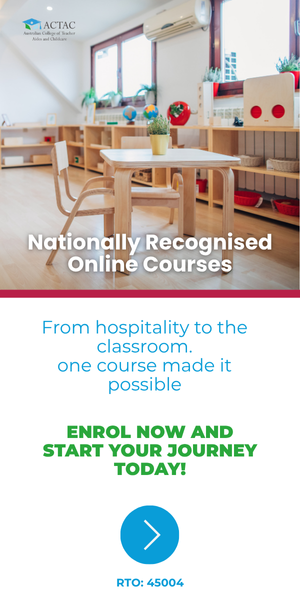 ACTAC
Australian College of Teacher
Aides and Childcare
Nationally Recognised
Online Courses
From hospitality to the
classroom.
one course made it
possible
ENROL NOW AND
START YOUR JOURNEY
TODAY!
RTO: 45004